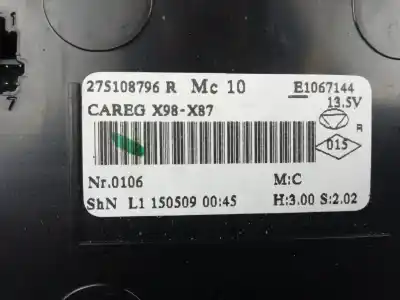 275108796 R Mc 10 E1067144
13.5V
CAREG X98-X87
R
015
Nr.0106 M:C
ShN L1 150509 00:45 H:3.00 S:2.02
7